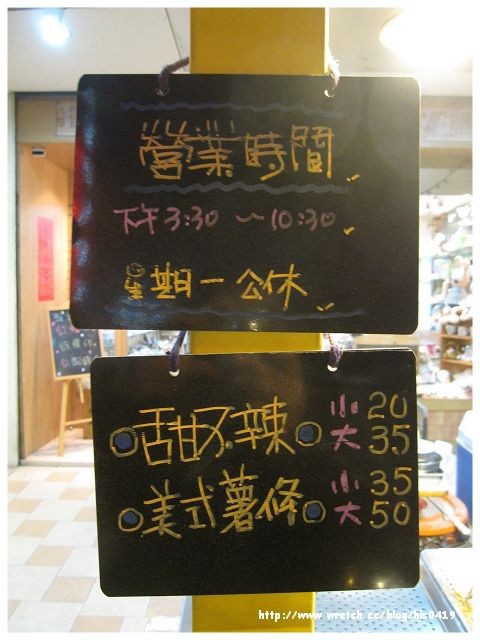 營業時間
下午3:30~10:30
星期一公休
甜不辣 小20
大35
美式薯條 小35
大50
http://www.wretch.cc/blog/his0419